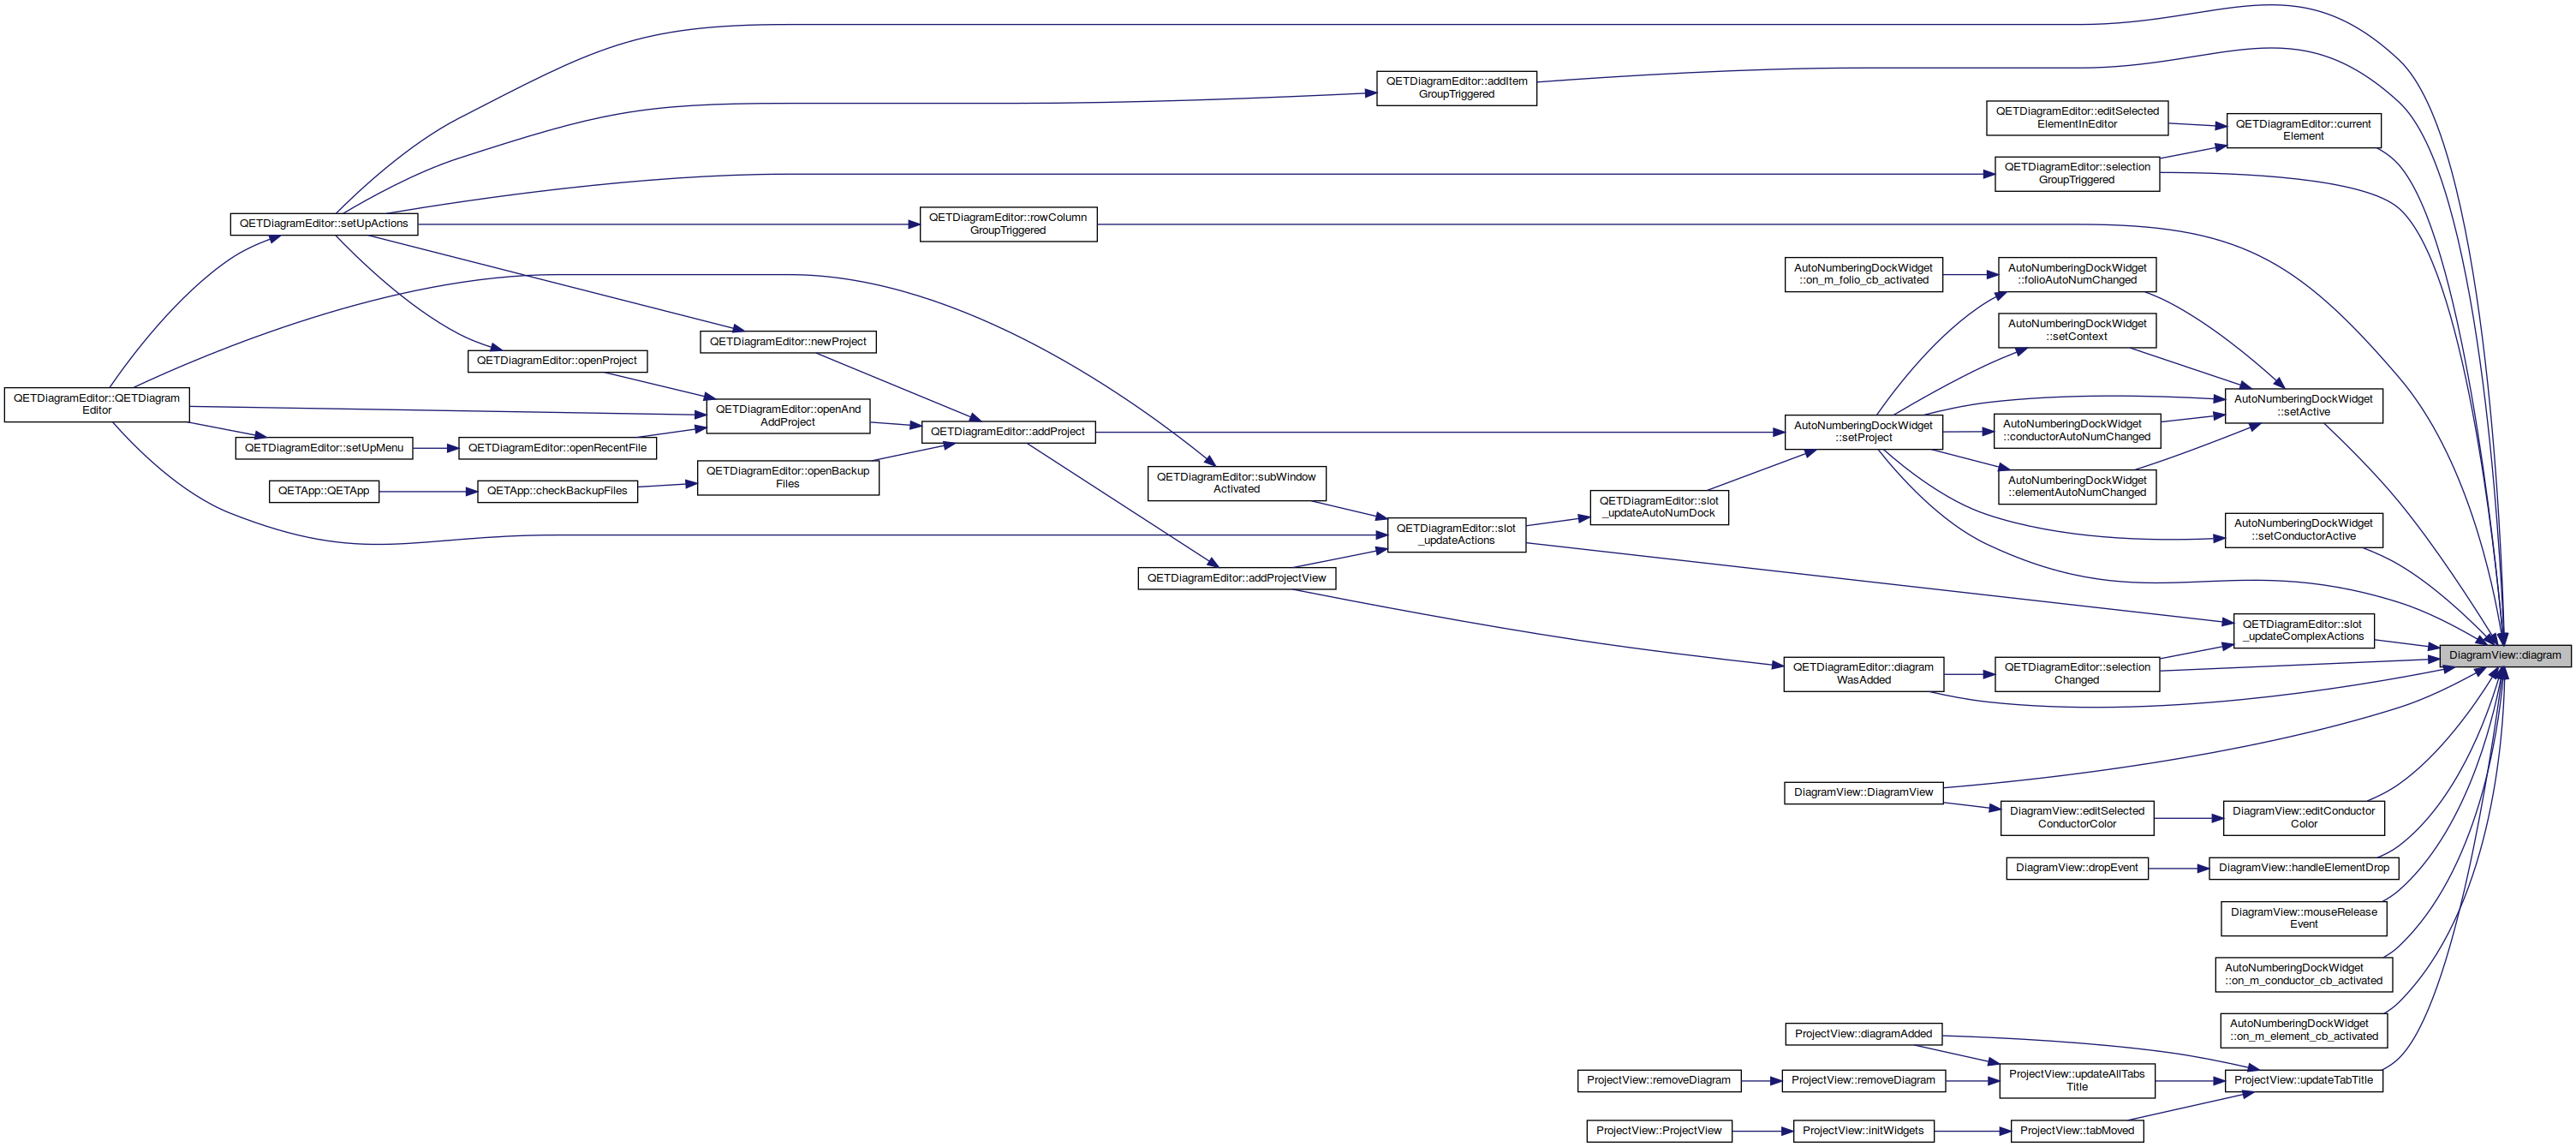 QETDiagramEditor::addItem
GroupTriggered
QETDiagramEditor::editSelected
ElementInEditor
QETDiagramEditor::current
Element
QETDiagramEditor::selection
GroupTriggered
QETDiagramEditor::setUpActions
QETDiagramEditor::rowColumn
GroupTriggered
AutoNumberingDockWidget
::on_m_folio_cb_activated
AutoNumberingDockWidget
::folioAutoNumChanged
AutoNumberingDockWidget
::setContext
QETDiagramEditor::newProject
QETDiagramEditor::openProject
QETDiagramEditor::QETDiagram
Editor
QETDiagramEditor::openAnd
AddProject
QETDiagramEditor::addProject
AutoNumberingDockWidget
::setProject
AutoNumberingDockWidget
::conductorAutoNumChanged
AutoNumberingDockWidget
::setActive
QETDiagramEditor::setUpMenu
QETDiagramEditor::openRecentFile
QETDiagramEditor::openBackup
Files
QETDiagramEditor::subWindow
Activated
AutoNumberingDockWidget
::elementAutoNumChanged
QETApp::QETApp
QETApp::checkBackupFiles
QETDiagramEditor::slot
_updateAutoNumDock
QETDiagramEditor::slot
_updateActions
AutoNumberingDockWidget
::setConductorActive
QETDiagramEditor::addProjectView
QETDiagramEditor::slot
_updateComplexActions
DiagramView::diagram
QETDiagramEditor::diagram
WasAdded
QETDiagramEditor::selection
Changed
DiagramView::DiagramView
DiagramView::editSelected
ConductorColor
DiagramView::editConductor
Color
DiagramView::dropEvent
DiagramView::handleElementDrop
DiagramView::mouseRelease
Event
AutoNumberingDockWidget
::on_m_conductor_cb_activated
AutoNumberingDockWidget
::on_m_element_cb_activated
ProjectView::diagramAdded
ProjectView::removeDiagram
ProjectView::removeDiagram
ProjectView::updateAllTabs
Title
ProjectView::updateTabTitle
ProjectView::ProjectView
ProjectView::initWidgets
ProjectView::tabMoved